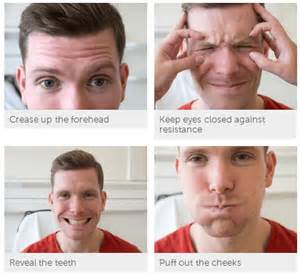 Crease up the forehead
Keep eyes closed against
resistance
Reveal the teeth
Puff out the cheeks